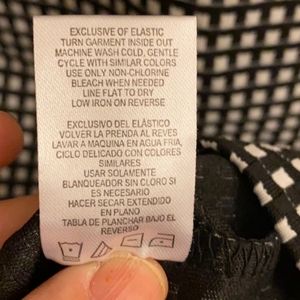 EXCLUSIVE OF ELASTIC
TURN GARMENT INSIDE OUT
MACHINE WASH COLD, GENTLE
CYCLE WITH SIMILAR COLORS
USE ONLY NON-CHLORINE
BLEACH WHEN NEEDED
LINE FLAT TO DRY
LOW IRON ON REVERSE
EXCLUSIVO DEL ELÁSTICO
VOLVER LA PRENDA AL REVES
LAVAR A MAQUINA EN AGUA FRIA,
CICLO DELICADO CON COLORES
SIMILARES
USAR SOLAMENTE
BLANQUEADOR SIN CLORO SI
ES NECESARIO
HACER SECAR EXTENDIDO
EN PLANO
TABLA DE PLANCHAR BAJO EL
REVERSO